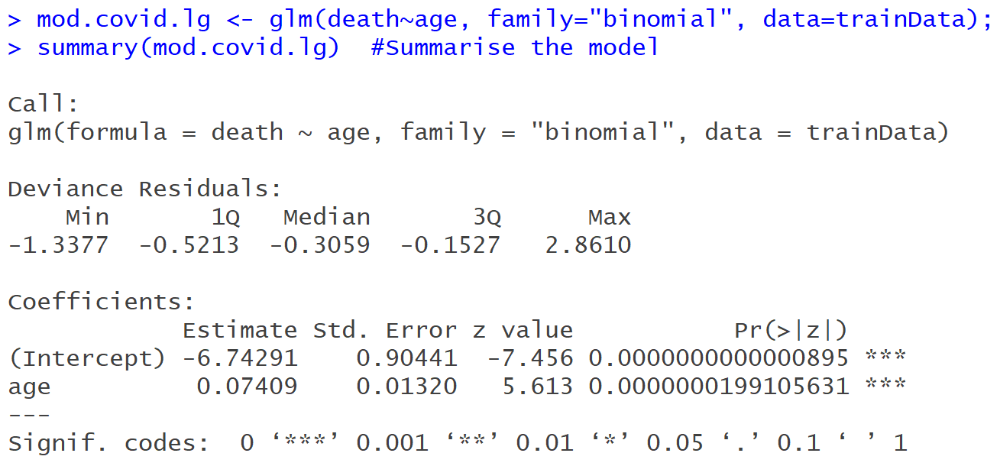 > mod.covid.lg <- glm(death~age, family="binomial", data=trainData);
> summary(mod.covid.lg)  #Summarise the model
Call:
glm(formula = death ~ age, family = "binomial", data = trainData)
Deviance Residuals:
    Min       1Q   Median       3Q      Max
-1.3377  -0.5213  -0.3059  -0.1527   2.8610
Coefficients:
            Estimate Std. Error z value           Pr(>|z|)
(Intercept) -6.74291    0.90441  -7.456 0.0000000000000895 ***
age          0.07409    0.01320   5.613 0.0000000199105631 ***
---
Signif. codes:  0 ‘***’ 0.001 ‘**’ 0.01 ‘*’ 0.05 ‘.’ 0.1 ‘ ’ 1